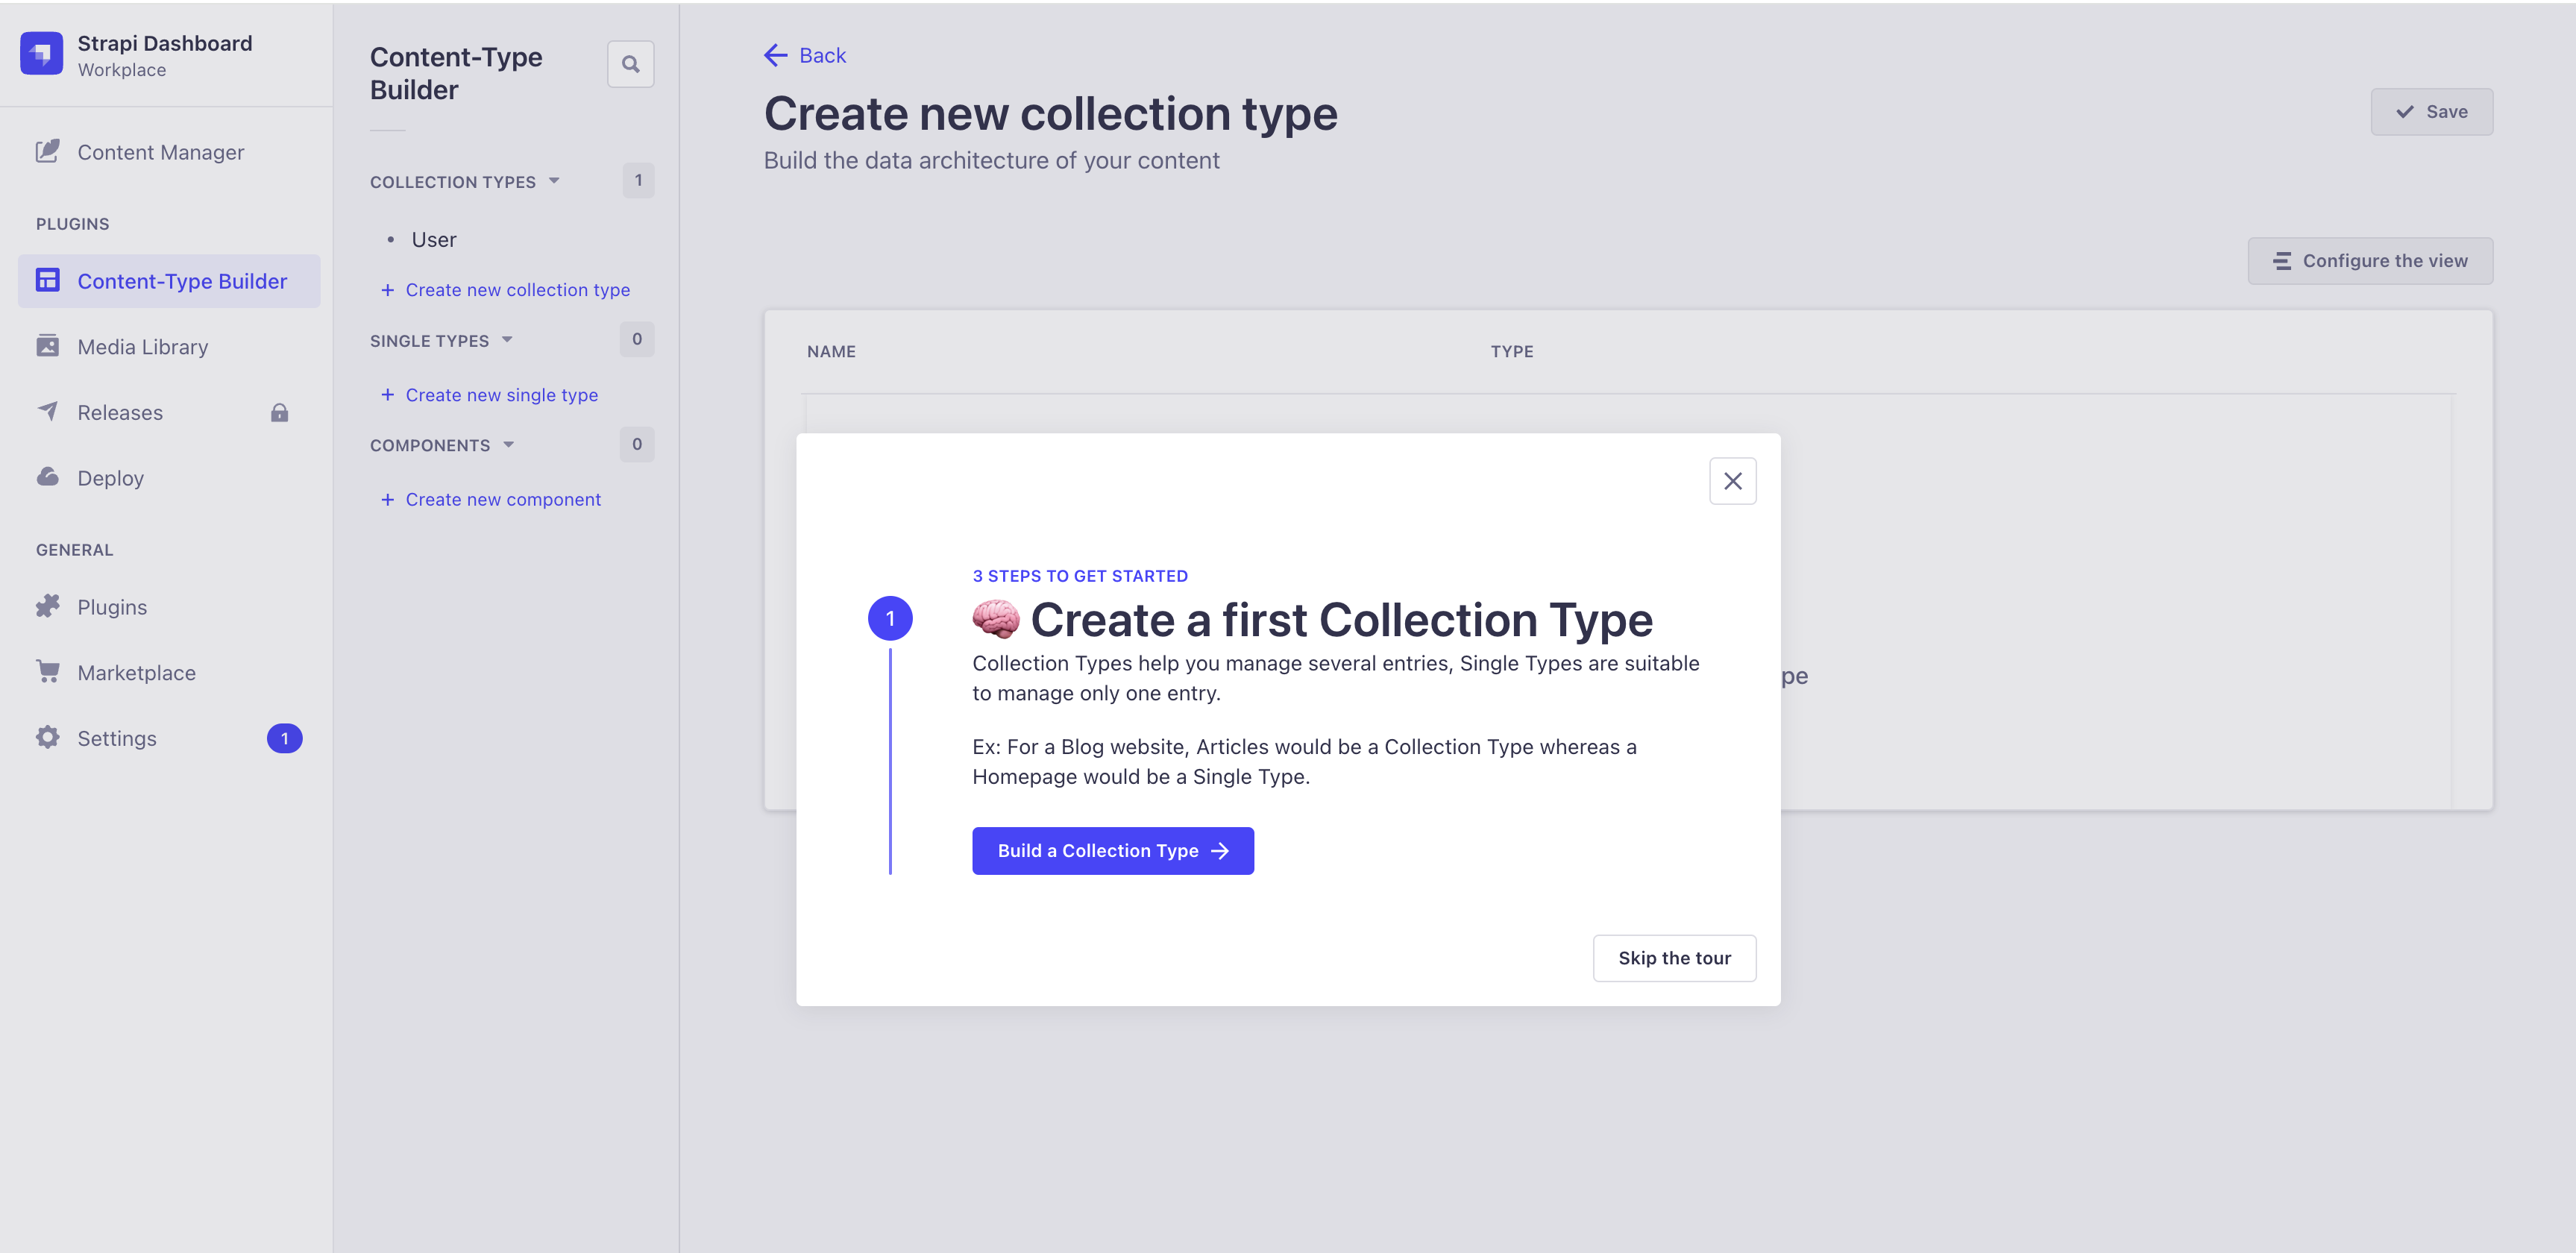 Strapi Dashboard
Workplace
Content Manager
PLUGINS
Content-Type Builder
Media Library
Releases
Deploy
GENERAL
Plugins
Marketplace
Settings
1
Content-Type
Builder
COLLECTION TYPES
1
User
Create new collection type
SINGLE TYPES
0
Create new single type
COMPONENTS
0
Create new component
Back
Create new collection type
Save
Build the data architecture of your content
Configure the view
NAME
TYPE
pe
3 STEPS TO GET STARTED
1
Create a first Collection Type
Collection Types help you manage several entries, Single Types are suitable
to manage only one entry.
Ex: For a Blog website, Articles would be a Collection Type whereas a
Homepage would be a Single Type.
Build a Collection Type
Skip the tour